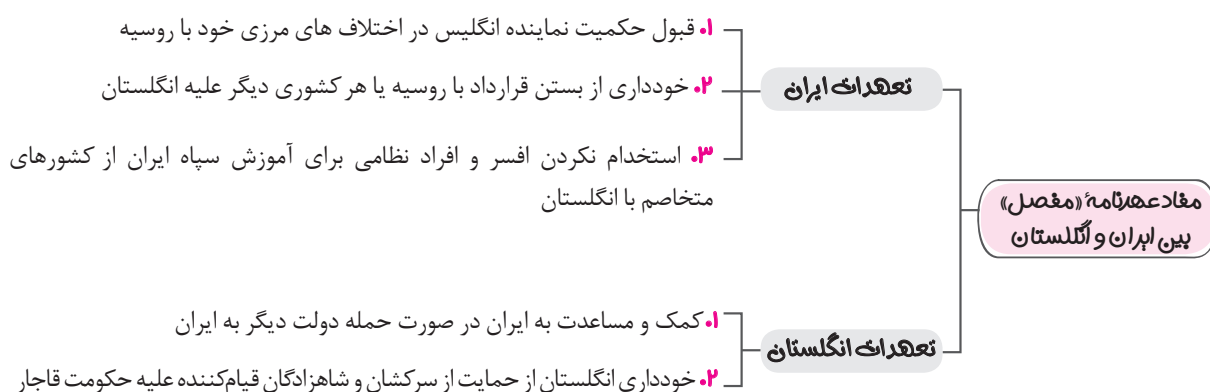 مفاد عهدنامهٔ «مفصل»
بین ایران و انگلستان
تعهدات ایران
۱. قبول حکمیت نماینده انگلیس در اختلاف های مرزی خود با روسیه
۲. خودداری از بستن قرارداد با روسیه یا هر کشوری دیگر علیه انگلستان
۳. استخدام نکردن افسر و افراد نظامی برای آموزش سپاه ایران از کشورهای
متخاصم با انگلستان
تعهدات انگلستان
۱. کمک و مساعدت به ایران در صورت حمله دولت دیگر به ایران
۲. خودداری انگلستان از حمایت از سرکشان و شاهزادگان قیام‌کننده علیه حکومت قاجار